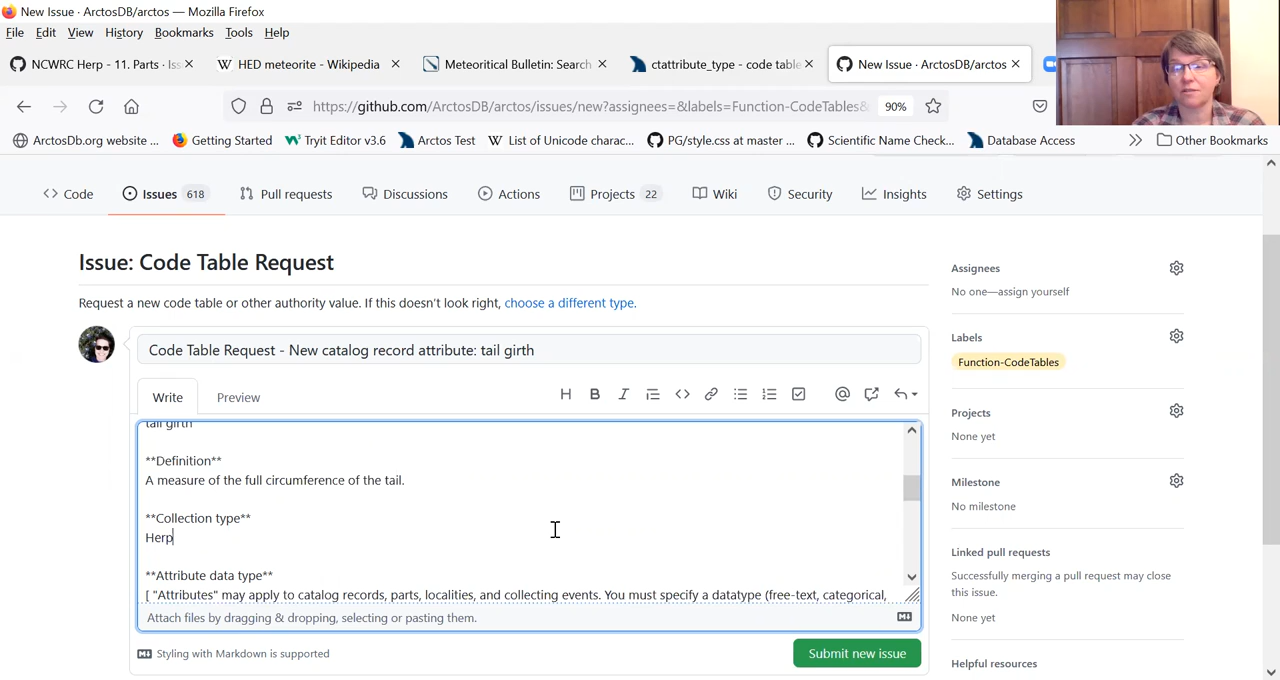 New Issue · ArctosDB/arctos — Mozilla Firefox
File Edit View History Bookmarks Tools Help
NCWRC Herp - 11. Parts · Iss
HED meteorite - Wikipedia
Meteoritical Bulletin: Search
ctattribute_type - code table
New Issue · ArctosDB/arctos
https://github.com/ArctosDB/arctos/issues/new?assignees=&labels=Function-CodeTables&
90%
ArctosDb.org website ...
Getting Started
Tryit Editor v3.6
Arctos Test
List of Unicode charac...
PG/style.css at master ...
Scientific Name Check...
Database Access
Other Bookmarks
Code
Issues 618
Pull requests
Discussions
Actions
Projects 22
Wiki
Security
Insights
Settings
Issue: Code Table Request
Request a new code table or other authority value. If this doesn't look right, choose a different type.
Code Table Request - New catalog record attribute: tail girth
Write Preview
tail girth
**Definition**
A measure of the full circumference of the tail.
**Collection type**
Herp
**Attribute data type**
[ "Attributes" may apply to catalog records, parts, localities, and collecting events. You must specify a datatype (free-text, categorical,
Attach files by dragging & dropping, selecting or pasting them.
Styling with Markdown is supported
Submit new issue
Assignees
No one—assign yourself
Labels
Function-CodeTables
Projects
None yet
Milestone
No milestone
Linked pull requests
Successfully merging a pull request may close
this issue.
None yet
Helpful resources